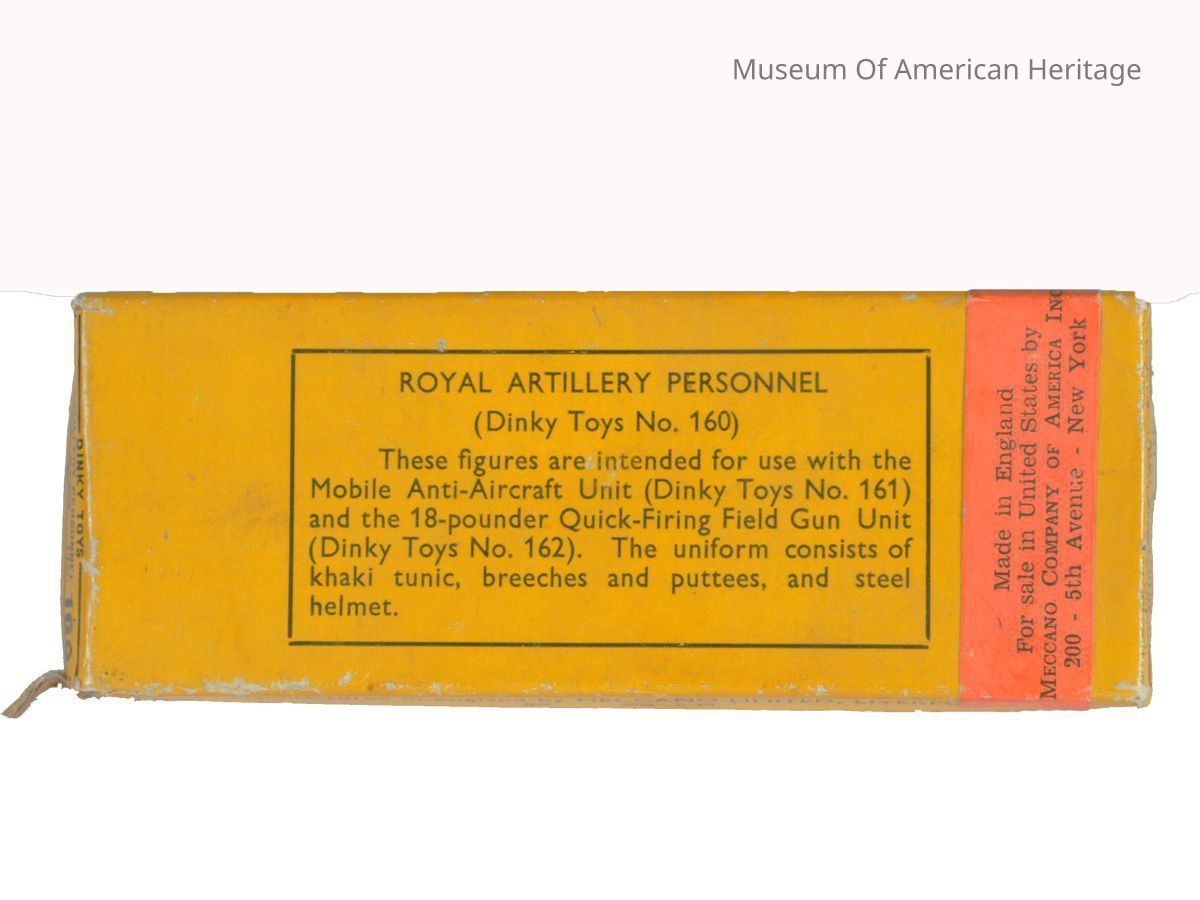 Museum Of American Heritage
ROYAL ARTILLERY PERSONNEL
(Dinky Toys No. 160)
These figures are intended for use with the
Mobile Anti-Aircraft Unit (Dinky Toys No. 161)
and the 18-pounder Quick-Firing Field Gun Unit
(Dinky Toys No. 162). The uniform consists of
khaki tunic, breeches and puttees, and steel
helmet.
Made in England
For sale in United States by
MECCANO COMPANY OF AMERICA INC
200 - 5th Avenue - New York
DINKY TOYS
160